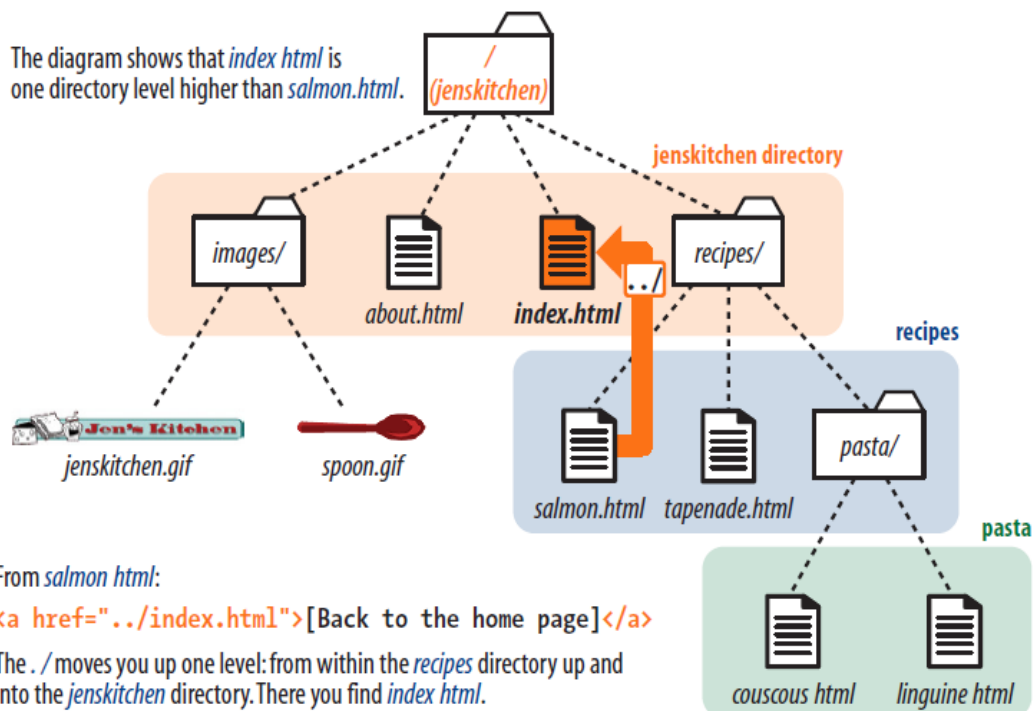 The diagram shows that index html is
one directory level higher than salmon.html.
/
(jenskitchen)
jenskitchen directory
images/
recipes/
../
about.html
index.html
recipes
Jen's Kitchen
pasta/
jenskitchen.gif
spoon.gif
salmon.html
tapenade.html
pasta
From salmon html:
<a href="../index.html">[Back to the home page]</a>
The . / moves you up one level: from within the recipes directory up and
into the jenskitchen directory. There you find index html.
couscous html
linguine html